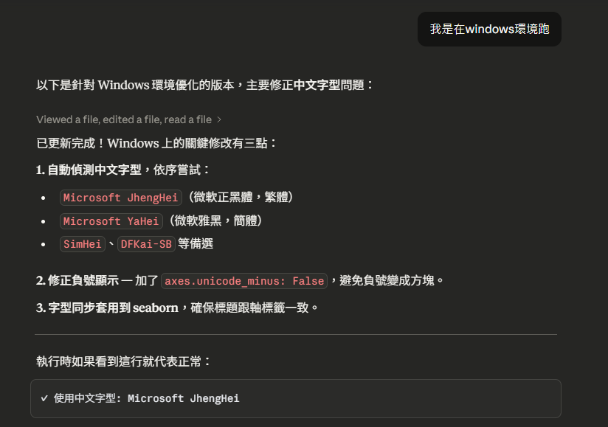 我是在windows環境跑
以下是針對 Windows 環境優化的版本，主要修正中文字型問題：
Viewed a file, edited a file, read a file >
已更新完成！Windows 上的關鍵修改有三點：
1. 自動偵測中文字型，依序嘗試：
• Microsoft JhengHei（微軟正黑體，繁體）
• Microsoft YaHei（微軟雅黑，簡體）
• SimHei、DFKai-SB 等備選
2. 修正負號顯示 — 加了 axes.unicode_minus: False，避免負號變成方塊。
3. 字型同步套用到 seaborn，確保標題跟軸標籤一致。
執行時如果看到這行就代表正常：
✓ 使用中文字型: Microsoft JhengHei